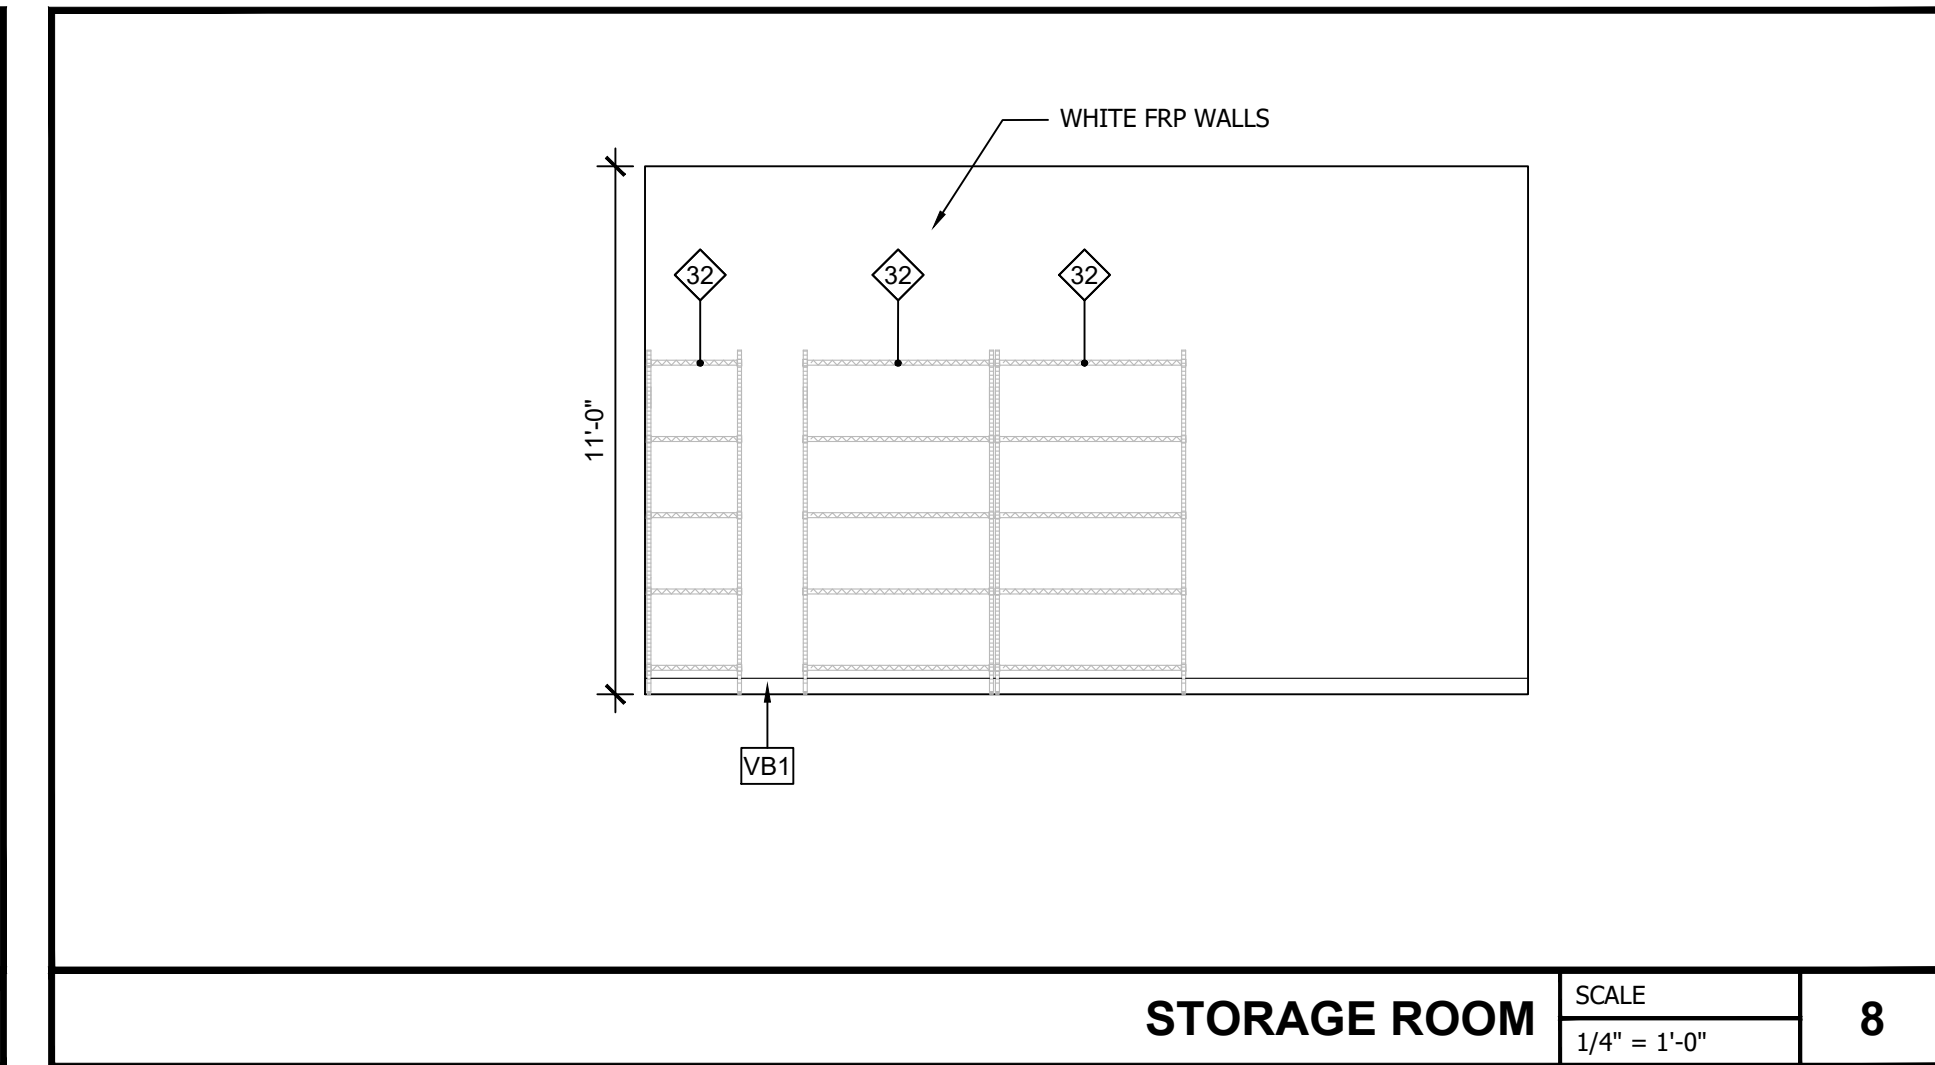 WHITE FRP WALLS
32
32
32
11'-0"
VB1
STORAGE ROOM
SCALE
1/4" = 1'-0"
8